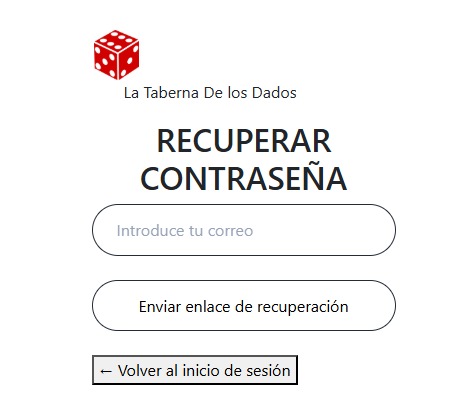 La Taberna De los Dados
RECUPERAR
CONTRASEÑA
Introduce tu correo
Enviar enlace de recuperación
← Volver al inicio de sesión